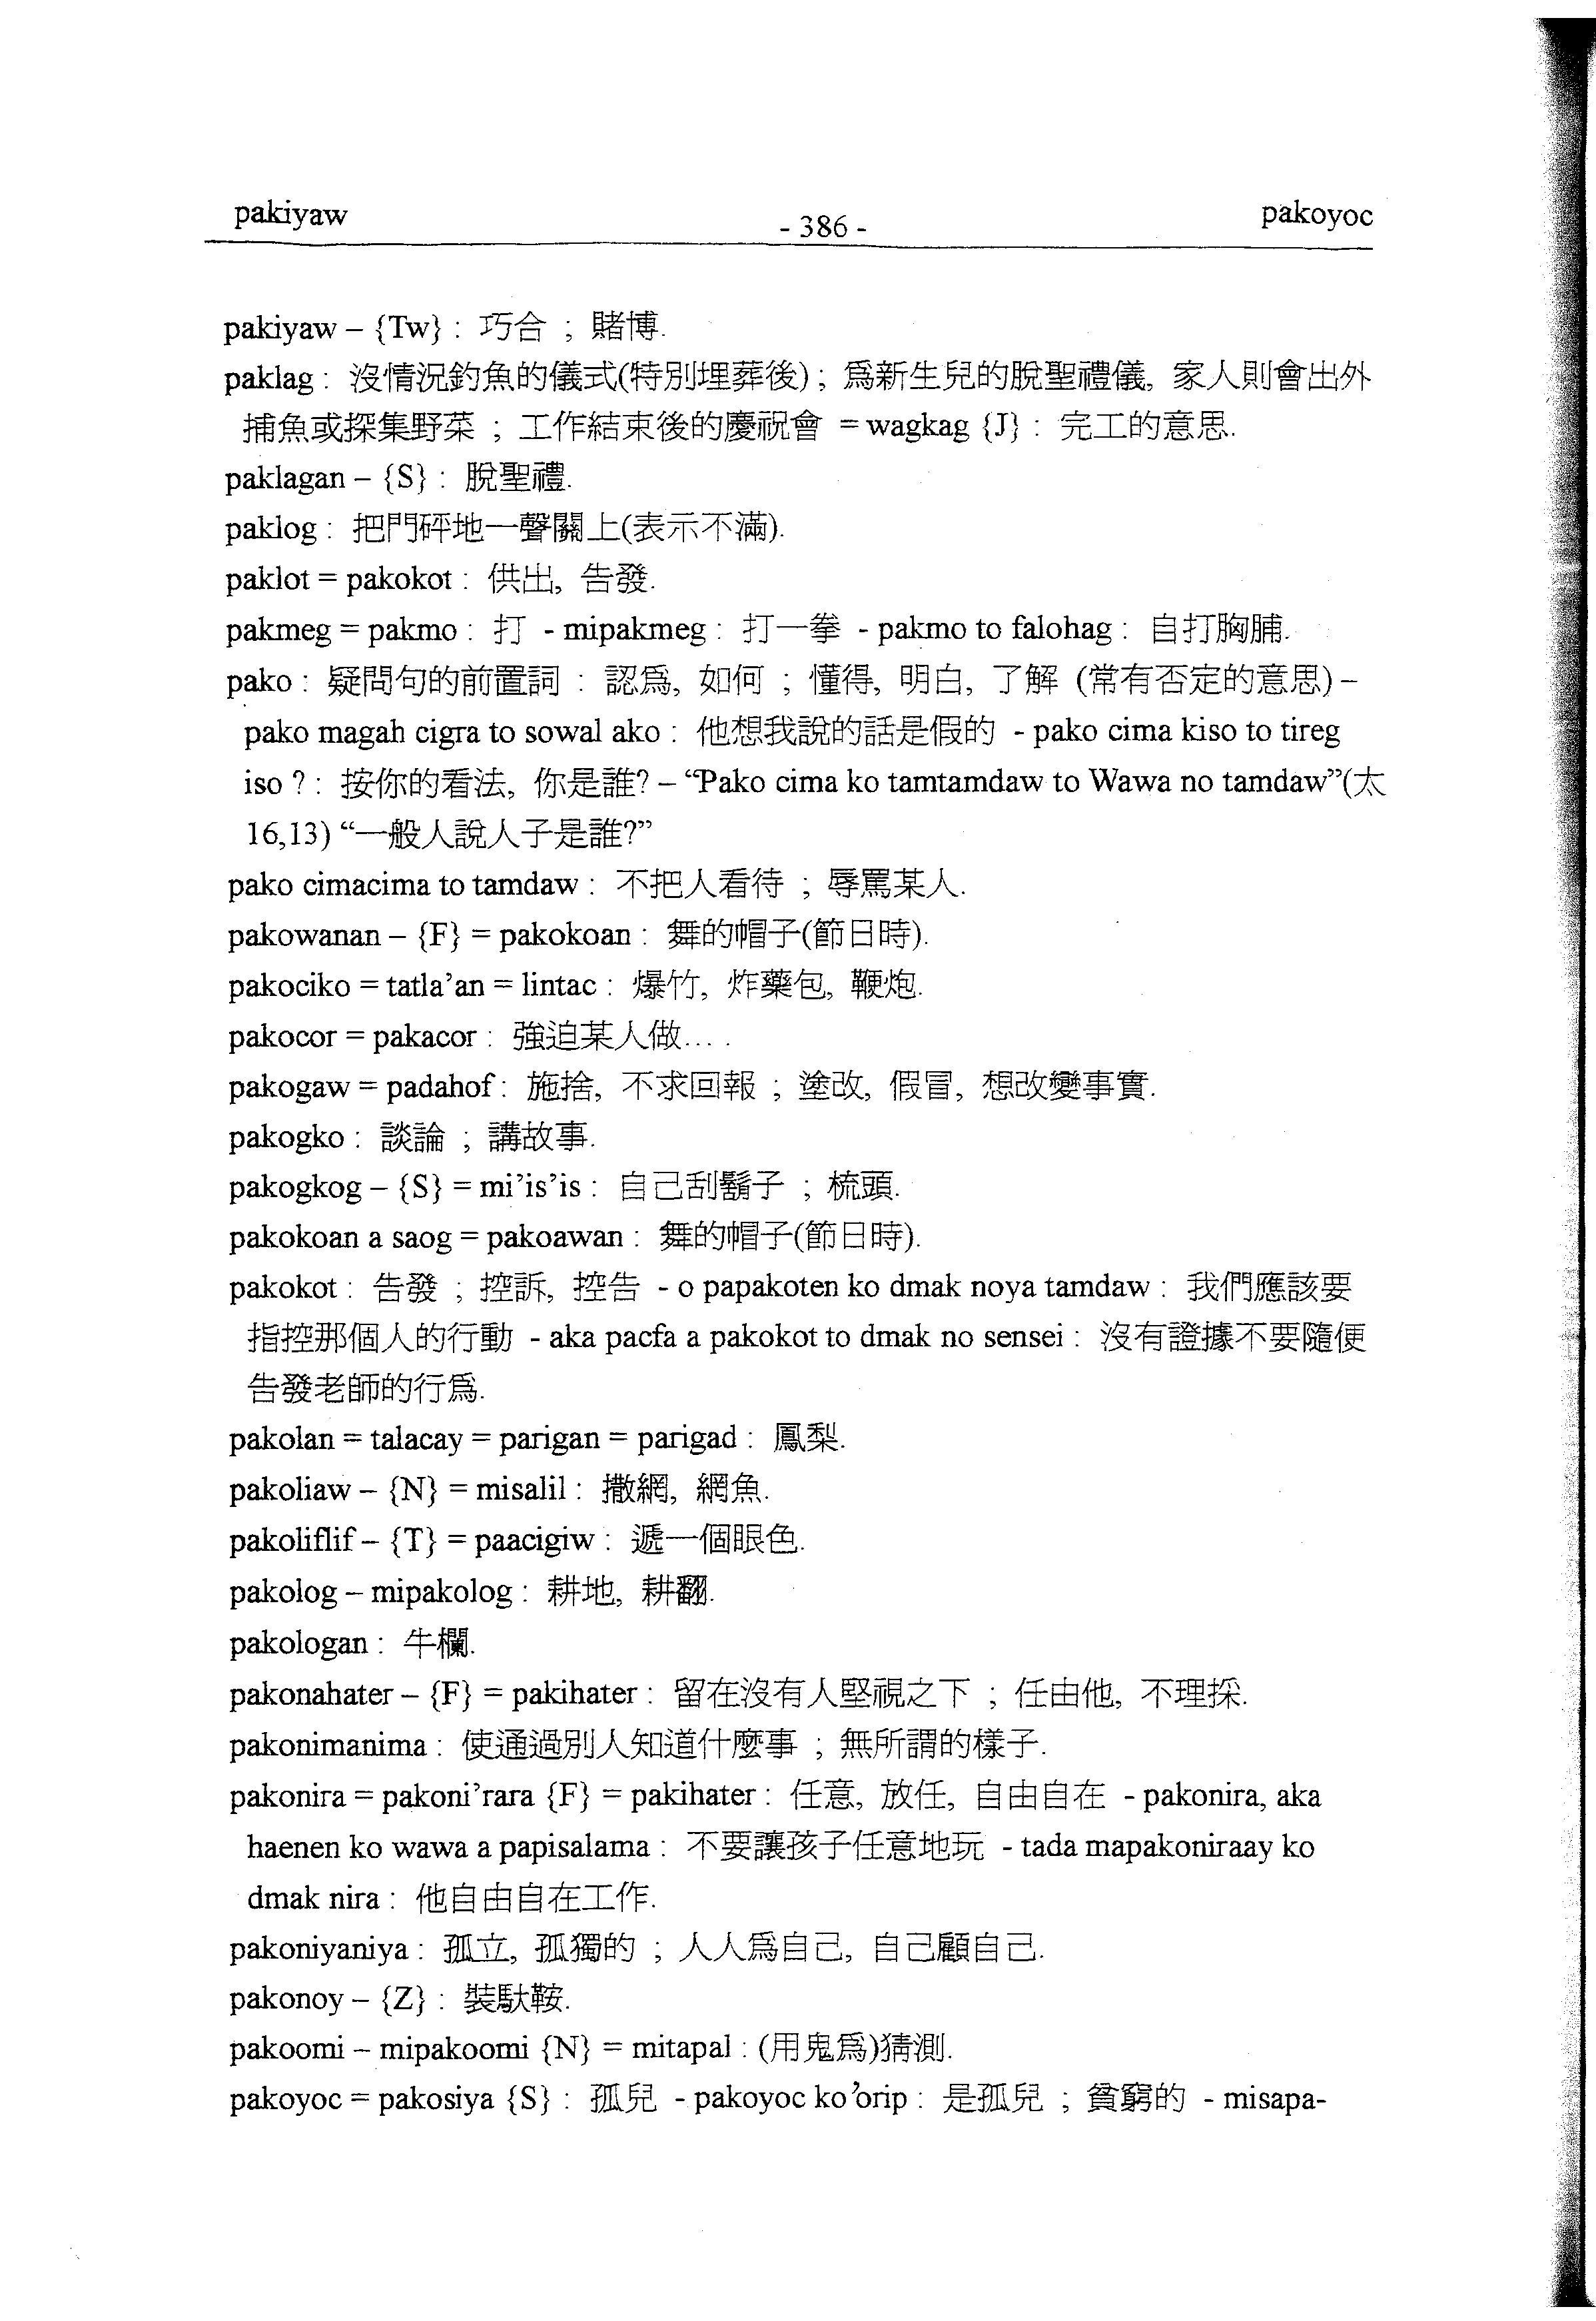 pakiyaw - 386 - pakoyoc
pakiyaw – {Tw} : 巧合 ; 賭博.
paklag : 沒情況釣魚的儀式(特別埋葬後) ; 為新生兒的脫聖禮儀, 家人則會出外
捕魚或探集野菜 ; 工作結束後的慶祝會 = wagkag {J} : 完工的意思.
paklagan – {S} : 脫聖禮.
paklog : 把門砰地一聲關上(表示不滿).
paklot = pakokot : 供出, 告發.
pakmeg = pakmo : 打 - mipakmeg : 打一拳 - pakmo to falohag : 自打胸脯.
pako : 疑問句的前置詞 : 認為, 如何 ; 懂得, 明白, 了解 (常有否定的意思) –
pako magah cigra to sowal ako : 他想我說的話是假的 - pako cima kiso to tireg
iso ? : 按你的看法, 你是誰? – “Pako cima ko tamtamdaw to Wawa no tamdaw”(太
16,13) “一般人說人子是誰?”
pako cimacima to tamdaw : 不把人看待 ; 辱罵某人.
pakowanan – {F} = pakokoan : 舞的帽子(節日時).
pakociko = tatla’an = lintac : 爆竹, 炸藥包, 鞭炮.
pakocor = pakacor : 強迫某人做... .
pakogaw = padahof : 施捨, 不求回報 ; 塗改, 假冒, 想改變事實.
pakogko : 談論 ; 講故事.
pakogkog – {S} = mi’is’is : 自己刮鬍子 ; 梳頭.
pakokoan a saog = pakoawan : 舞的帽子(節日時).
pakokot : 告發 ; 控訴, 控告 - o papakoten ko dmak noya tamdaw : 我們應該要
指控那個人的行動 - aka pacfa a pakokot to dmak no sensei : 沒有證據不要隨便
告發老師的行為.
pakolan = talacay = parigan = parigad : 鳳梨.
pakoliaw – {N} = misalil : 撒網, 網魚.
pakoliflif – {T} = paacigiw : 遞一個眼色.
pakolog – mipakolog : 耕地, 耕翻.
pakologan : 牛欄.
pakonahater – {F} = pakihater : 留在沒有人堅視之下 ; 任由他, 不理採.
pakonimanima : 使通過別人知道什麼事 ; 無所謂的樣子.
pakonira = pakoni’rara {F} = pakihater : 任意, 放任, 自由自在 - pakonira, aka
haenen ko wawa a papisalama : 不要讓孩子任意地玩 - tada mapakoniraay ko
dmak nira : 他自由自在工作.
pakoniyaniya : 孤立, 孤獨的 ; 人人為自己, 自己顧自己.
pakonoy – {Z} : 裝馱鞍.
pakoomi – mipakoomi {N} = mitapal : (用鬼為)猜測.
pakoyoc = pakosiya {S} : 孤兒 - pakoyoc ko ’orip : 是孤兒 ; 貧窮的 - misapa-